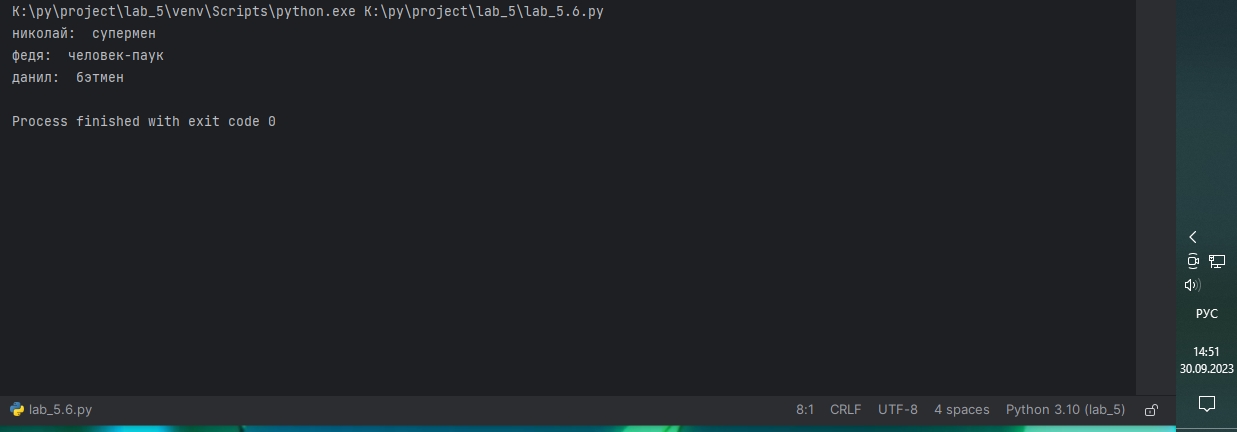 K:\py\project\lab_5\venv\Scripts\python.exe K:\py\project\lab_5\lab_5.6.py
николай:  супермен
федя:  человек-паук
данил:  бэтмен
Process finished with exit code 0
РУС
14:51
30.09.2023
lab_5.6.py 8:1 CRLF UTF-8 4 spaces Python 3.10 (lab_5)